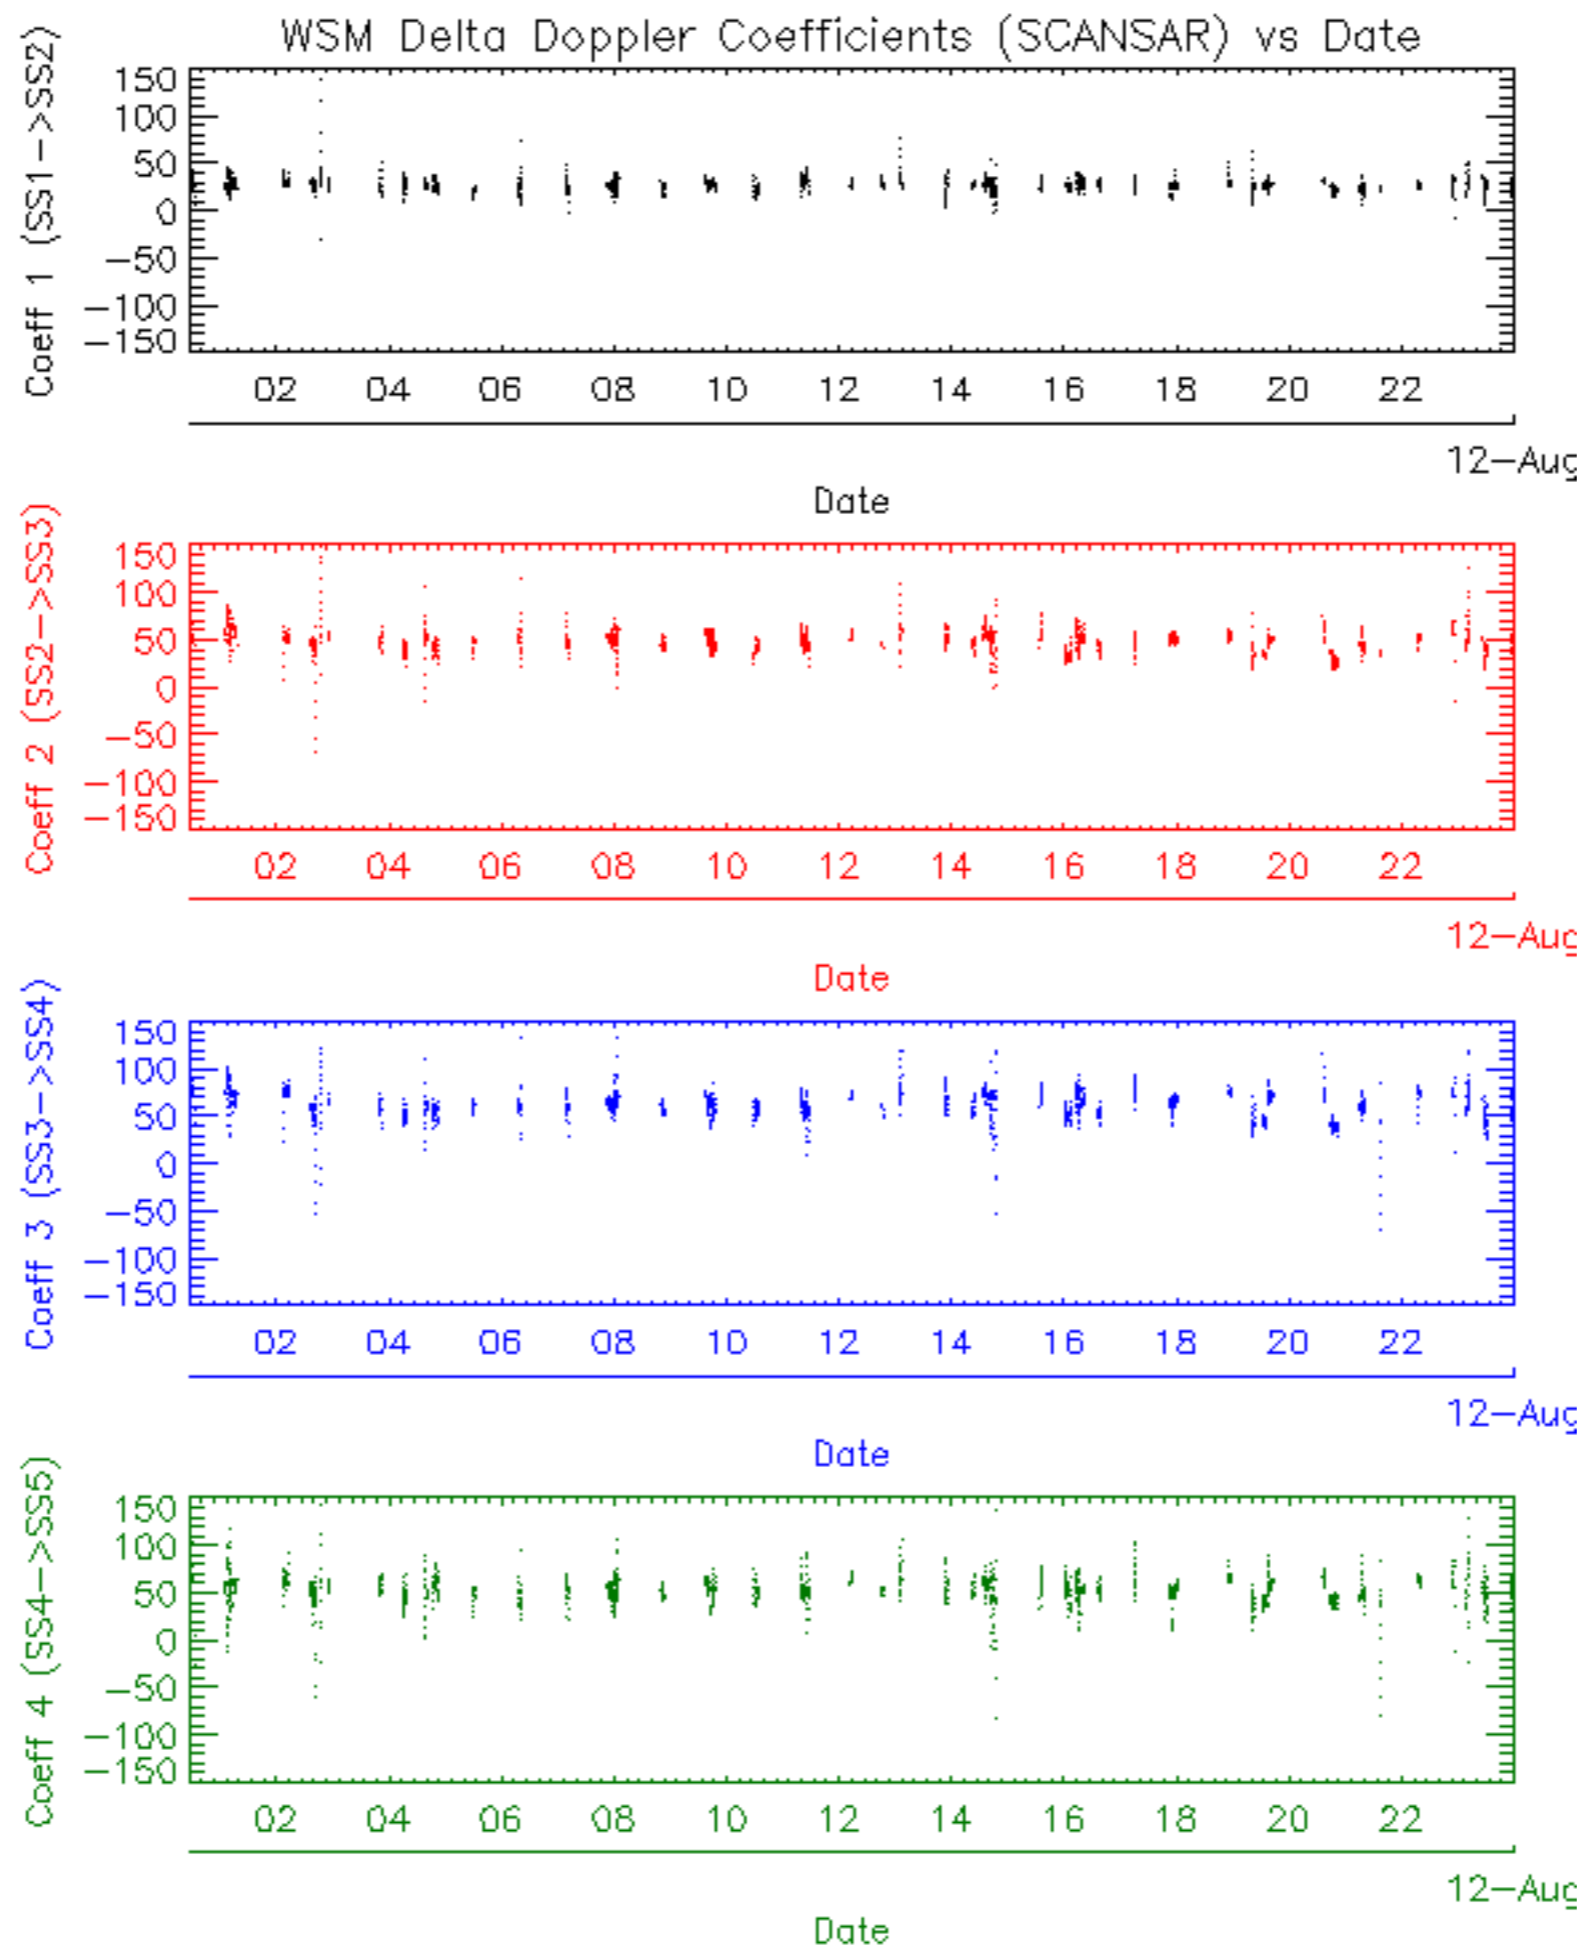 WSM Delta Doppler Coefficients (SCANSAR) vs Date
Coeff 1 (SS1->SS2)
150
100
50
0
-50
-100
-150
02 04 06 08 10 12 14 16 18 20 22
12-Aug
Date
Coeff 2 (SS2->SS3)
150
100
50
0
-50
-100
-150
02 04 06 08 10 12 14 16 18 20 22
12-Aug
Date
Coeff 3 (SS3->SS4)
150
100
50
0
-50
-100
-150
02 04 06 08 10 12 14 16 18 20 22
12-Aug
Date
Coeff 4 (SS4->SS5)
150
100
50
0
-50
-100
-150
02 04 06 08 10 12 14 16 18 20 22
12-Aug
Date